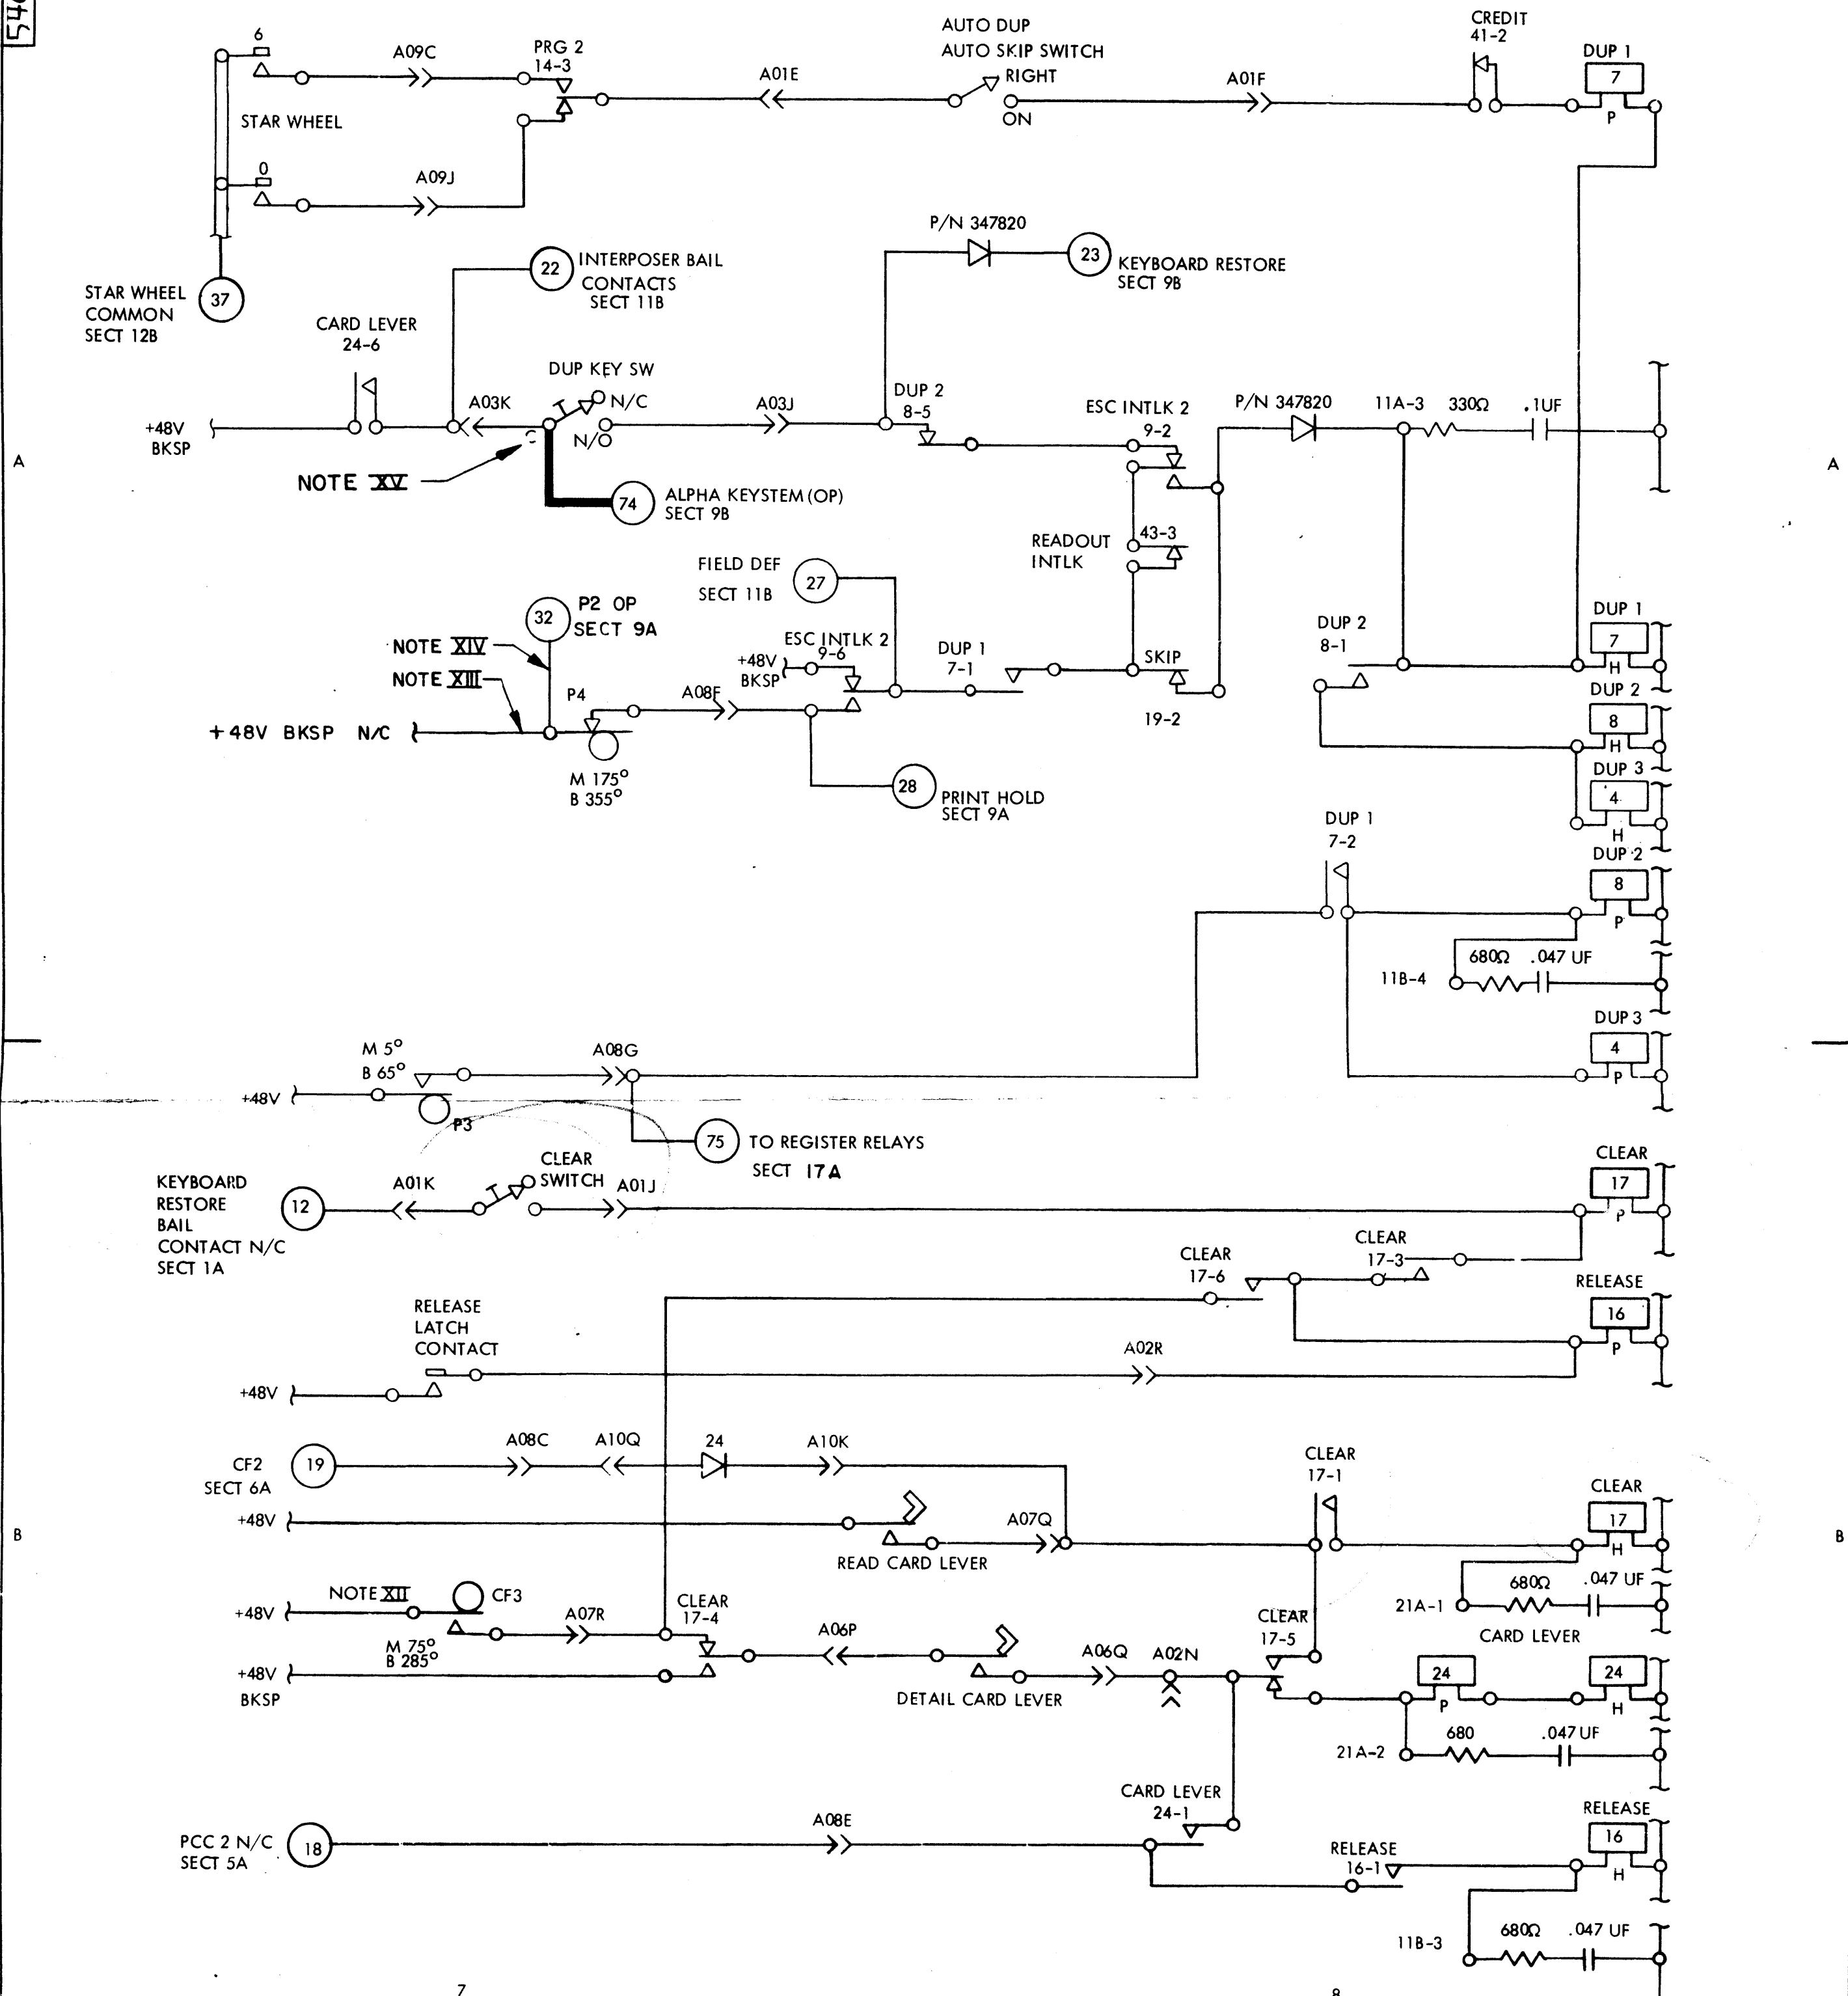 540
6
A09C
PRG 2
14-3
A01E
AUTO DUP
AUTO SKIP SWITCH
RIGHT
ON
A01F
CREDIT
41-2
DUP 1
7
P
STAR WHEEL
0
A09J
37
STAR WHEEL
COMMON
SECT 12B
22
INTERPOSER BAIL
CONTACTS
SECT 11B
P/N 347820
23
KEYBOARD RESTORE
SECT 9B
CARD LEVER
24-6
+48V
BKSP
A03K
DUP KEY SW
N/C
N/O
A03J
DUP 2
8-5
ESC INTLK 2
9-2
P/N 347820
11A-3
330Ω
.1UF
A
A
NOTE XV
74
ALPHA KEYSTEM (OP)
SECT 9B
READOUT
INTLK
43-3
FIELD DEF
SECT 11B
27
32
P2 OP
SECT 9A
NOTE XIV
NOTE XIII
ESC INTLK 2
9-6
+48V
BKSP
DUP 1
7-1
SKIP
19-2
DUP 2
8-1
DUP 1
7
H
+48V BKSP N/C
P4
A08F
M 175°
B 355°
28
PRINT HOLD
SECT 9A
DUP 2
8
H
DUP 3
4
H
DUP 1
7-2
DUP 2
8
P
680Ω
.047 UF
11B-4
DUP 3
4
P
M 5°
B 65°
A08G
+48V
P3
75
TO REGISTER RELAYS
SECT 17A
KEYBOARD
RESTORE
BAIL
CONTACT N/C
SECT 1A
12
A01K
CLEAR
SWITCH
A01J
CLEAR
17
P
CLEAR
17-6
CLEAR
17-3
RELEASE
16
P
RELEASE
LATCH
CONTACT
+48V
A02R
CF2
SECT 6A
19
A08C
A10Q
24
A10K
CLEAR
17-1
CLEAR
17
H
+48V
READ CARD LEVER
A07Q
B
B
680Ω
.047 UF
21A-1
NOTE XII
CF3
+48V
M 75°
B 285°
A07R
CLEAR
17-4
A06P
+48V
BKSP
DETAIL CARD LEVER
A06Q
A02N
CLEAR
17-5
CARD LEVER
24
P
24
H
680
.047 UF
21A-2
CARD LEVER
24-1
PCC 2 N/C
SECT 5A
18
A08E
RELEASE
16-1
RELEASE
16
H
680Ω
.047 UF
11B-3
7
8